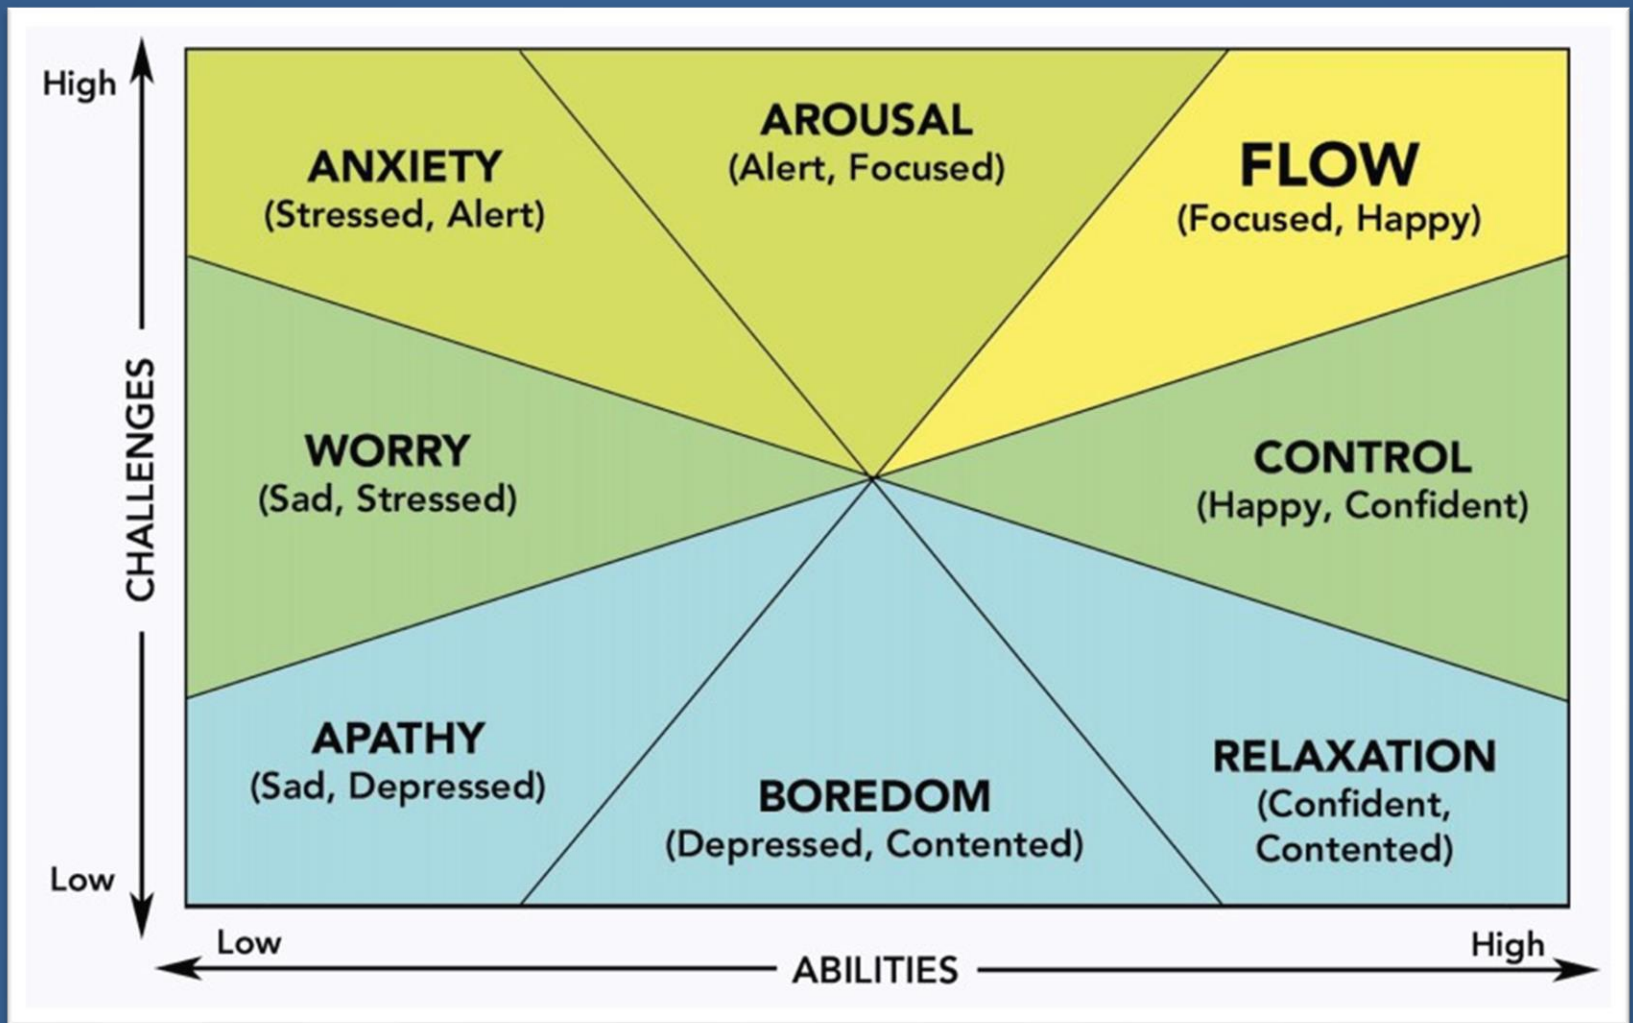 High
AROUSAL
(Alert, Focused)
ANXIETY
(Stressed, Alert)
FLOW
(Focused, Happy)
CHALLENGES
WORRY
(Sad, Stressed)
CONTROL
(Happy, Confident)
APATHY
(Sad, Depressed)
BOREDOM
(Depressed, Contented)
RELAXATION
(Confident,
Contented)
Low
Low
ABILITIES
High